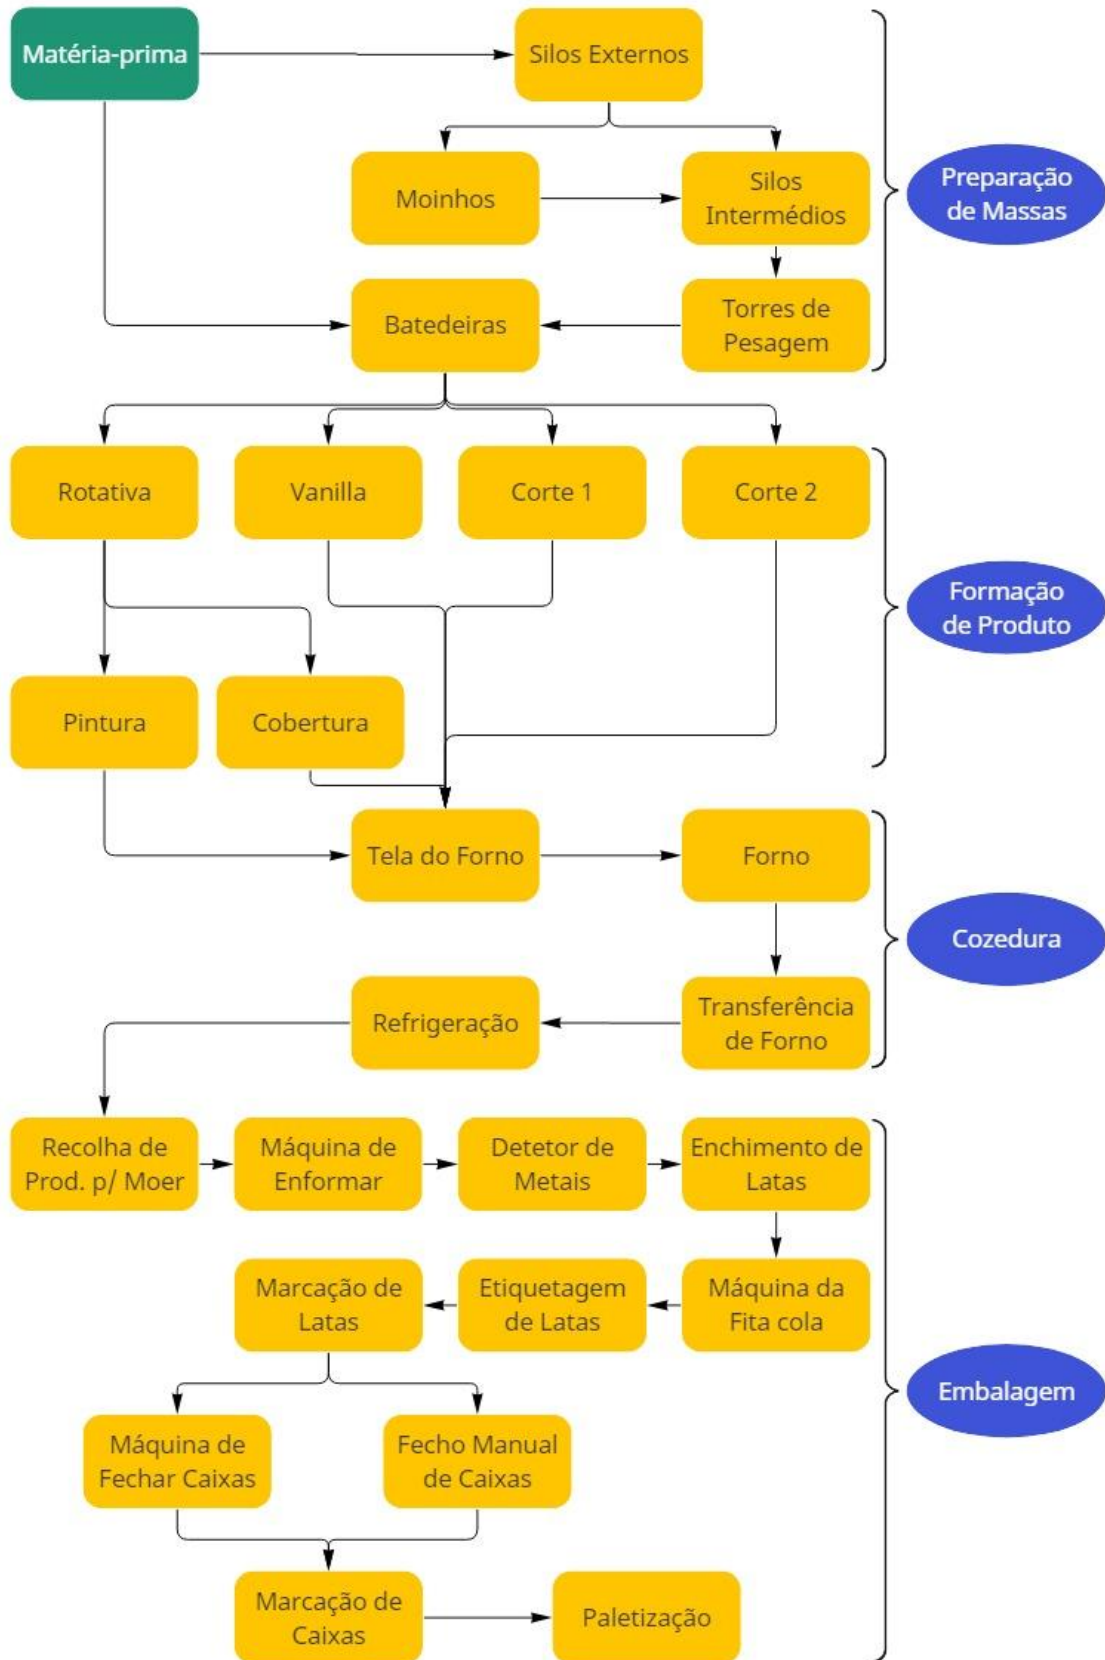 Matéria-prima
Silos Externos
Moinhos
Silos
Intermédios
Preparação
de Massas
Batedeiras
Torres de
Pesagem
Rotativa
Vanilla
Corte 1
Corte 2
Formação
de Produto
Pintura
Cobertura
Tela do Forno
Forno
Cozedura
Refrigeração
Transferência
de Forno
Recolha de
Prod. p/ Moer
Máquina de
Enformar
Detetor de
Metais
Enchimento de
Latas
Marcação de
Latas
Etiquetagem
de Latas
Máquina da
Fita cola
Embalagem
Máquina de
Fechar Caixas
Fecho Manual
de Caixas
Marcação de
Caixas
Paletização